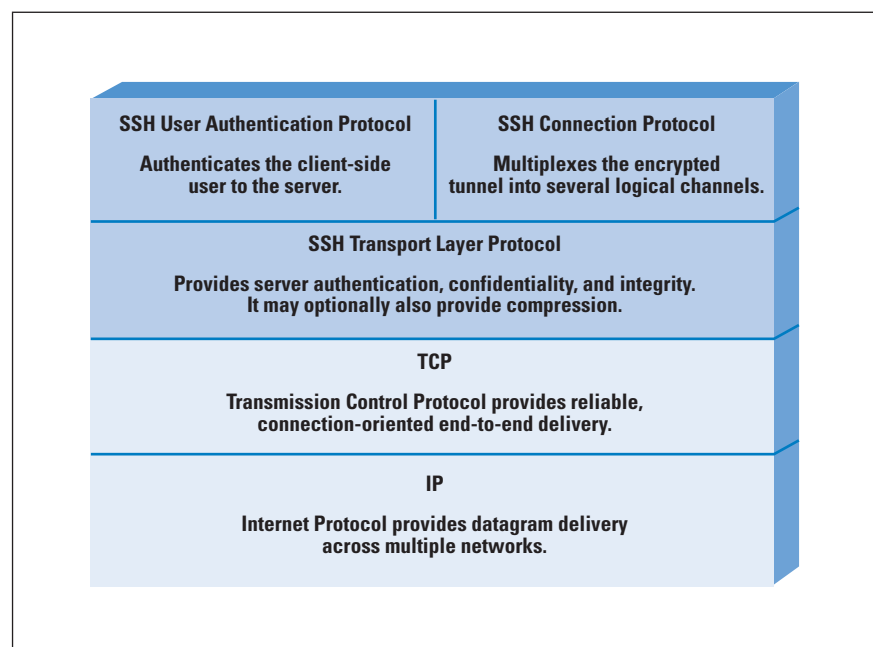 SSH User Authentication Protocol
Authenticates the client-side
user to the server.
SSH Connection Protocol
Multiplexes the encrypted
tunnel into several logical channels.
SSH Transport Layer Protocol
Provides server authentication, confidentiality, and integrity.
It may optionally also provide compression.
TCP
Transmission Control Protocol provides reliable,
connection-oriented end-to-end delivery.
IP
Internet Protocol provides datagram delivery
across multiple networks.